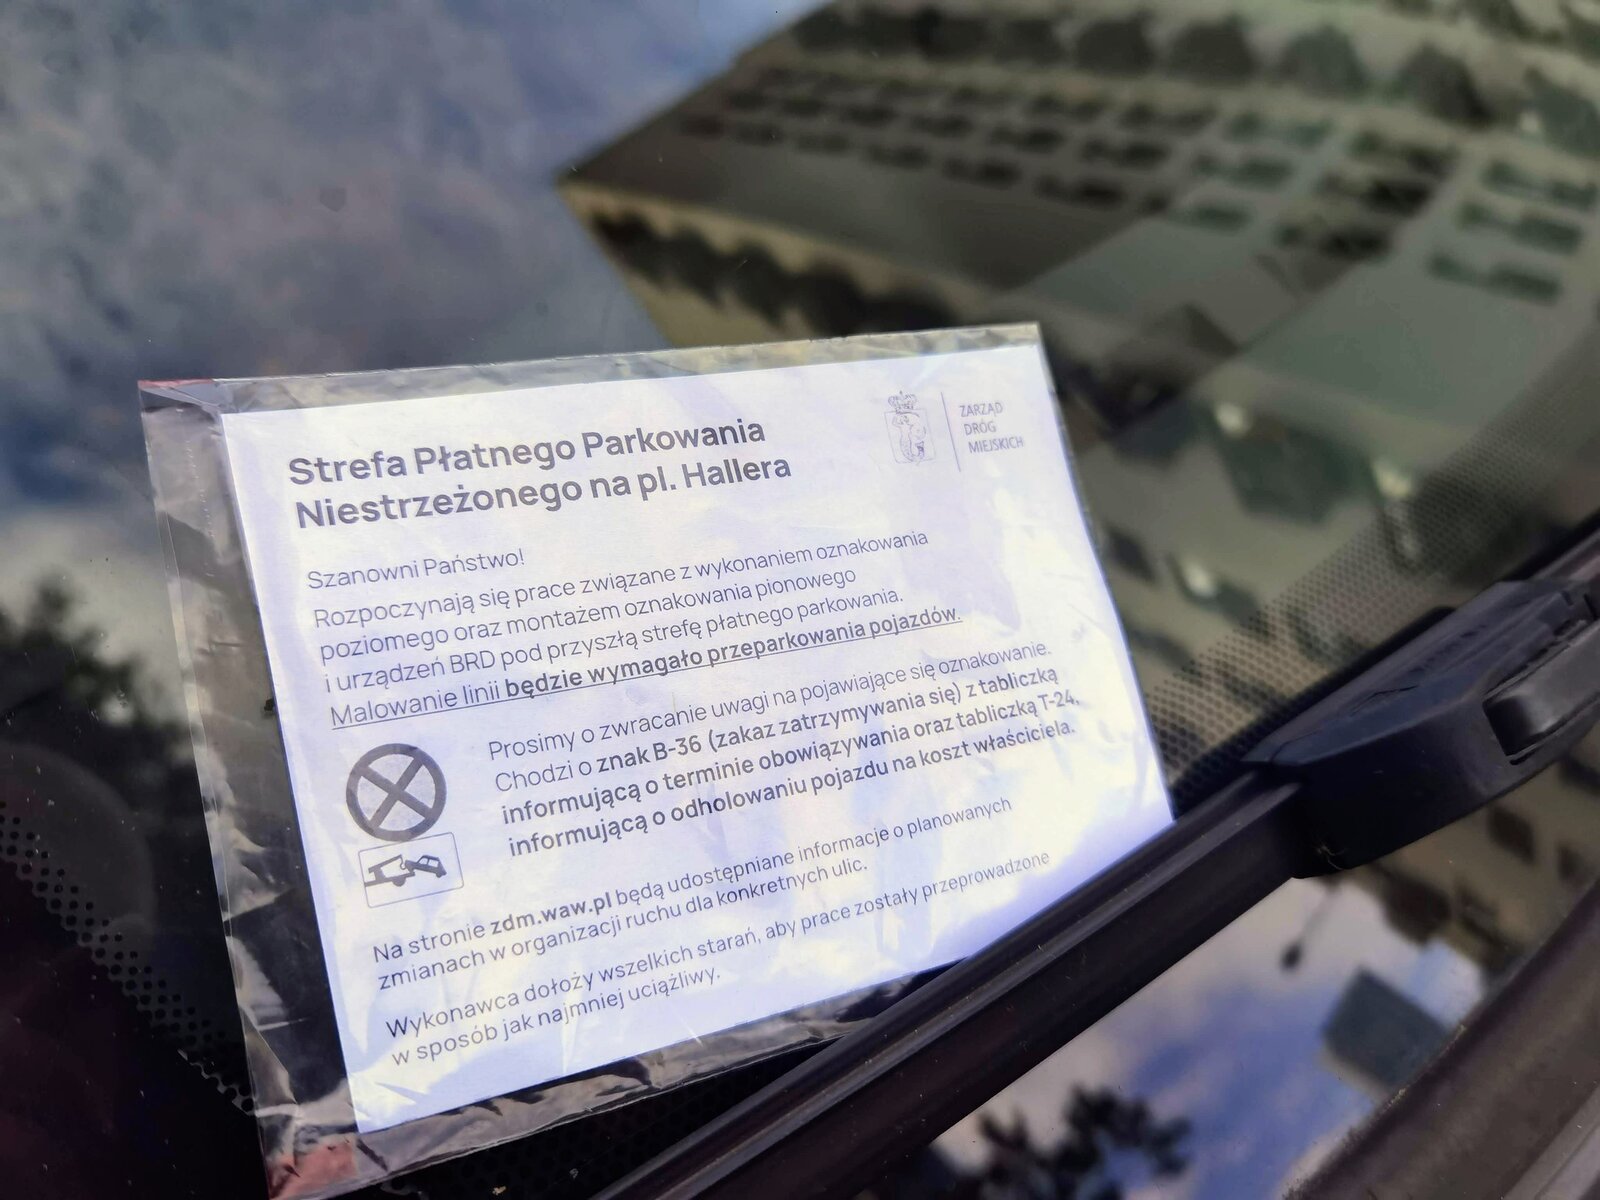 Strefa Płatnego Parkowania
Niestrzeżonego na pl. Hallera
ZARZĄD
DRÓG
MIEJSKICH
Szanowni Państwo!
Rozpoczynają się prace związane z wykonaniem oznakowania
poziomego oraz montażem oznakowania pionowego
i urządzeń BRD pod przyszłą strefę płatnego parkowania.
Malowanie linii będzie wymagało przeparkowania pojazdów.
Prosimy o zwracanie uwagi na pojawiające się oznakowanie.
Chodzi o znak B-36 (zakaz zatrzymywania się) z tabliczką
informującą o terminie obowiązywania oraz tabliczką T-24,
informującą o odholowaniu pojazdu na koszt właściciela.
Na stronie zdm.waw.pl będą udostępniane informacje o planowanych
zmianach w organizacji ruchu dla konkretnych ulic.
Wykonawca dołoży wszelkich starań, aby prace zostały przeprowadzone
w sposób jak najmniej uciążliwy.